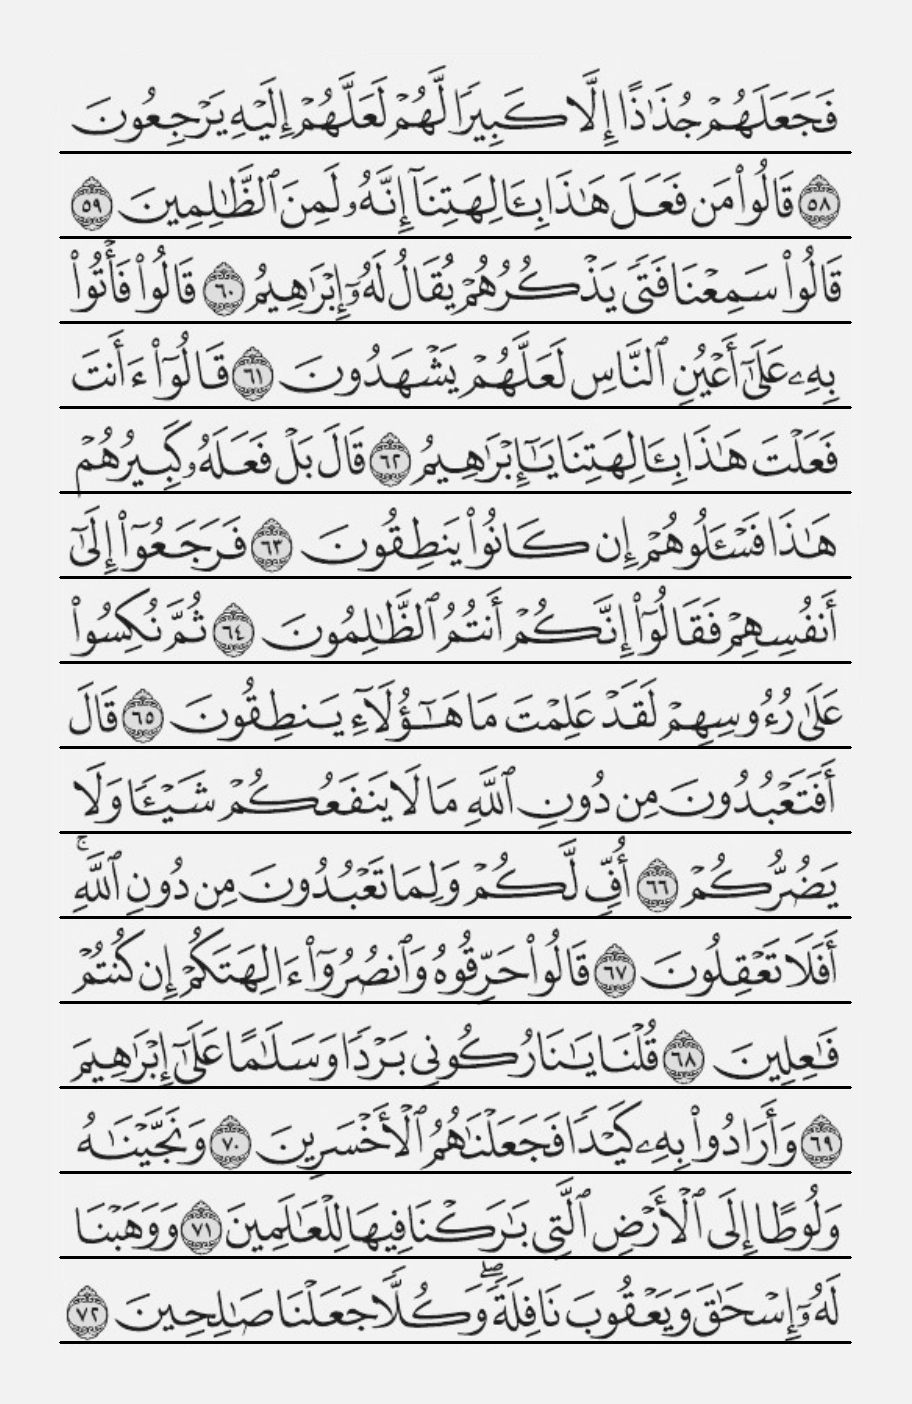 فَجَعَلَهُمْ جُذَٰذًا إِلَّا كَبِيرًا لَّهُمْ لَعَلَّهُمْ إِلَيْهِ يَرْجِعُونَ
٥٨ قَالُوا۟ مَن فَعَلَ هَٰذَا بِـَٔالِهَتِنَآ إِنَّهُۥ لَمِنَ ٱلظَّٰلِمِينَ ٥٩
قَالُوا۟ سَمِعْنَا فَتًى يَذْكُرُهُمْ يُقَالُ لَهُۥٓ إِبْرَٰهِيمُ ٦٠ قَالُوا۟ فَأْتُوا۟
بِهِۦ عَلَىٰٓ أَعْيُنِ ٱلنَّاسِ لَعَلَّهُمْ يَشْهَدُونَ ٦١ قَالُوٓا۟ ءَأَنتَ
فَعَلْتَ هَٰذَا بِـَٔالِهَتِنَا يَٰٓإِبْرَٰهِيمُ ٦٢ قَالَ بَلْ فَعَلَهُۥ كَبِيرُهُمْ
هَٰذَا فَسْـَٔلُوهُمْ إِن كَانُوا۟ يَنطِقُونَ ٦٣ فَرَجَعُوٓا۟ إِلَىٰٓ
أَنفُسِهِمْ فَقَالُوٓا۟ إِنَّكُمْ أَنتُمُ ٱلظَّٰلِمُونَ ٦٤ ثُمَّ نُكِسُوا۟
عَلَىٰ رُءُوسِهِمْ لَقَدْ عَلِمْتَ مَا هَٰٓؤُلَآءِ يَنطِقُونَ ٦٥ قَالَ
أَفَتَعْبُدُونَ مِن دُونِ ٱللَّهِ مَا لَا يَنفَعُكُمْ شَيْـًٔا وَلَا
يَضُرُّكُمْ ٦٦ أُفٍّ لَّكُمْ وَلِمَا تَعْبُدُونَ مِن دُونِ ٱللَّهِ ۚ
أَفَلَا تَعْقِلُونَ ٦٧ قَالُوا۟ حَرِّقُوهُ وَٱنصُرُوٓا۟ ءَالِهَتَكُمْ إِن كُنتُمْ
فَٰعِلِينَ ٦٨ قُلْنَا يَٰنَارُ كُونِى بَرْدًا وَسَلَٰمًا عَلَىٰٓ إِبْرَٰهِيمَ
٦٩ وَأَرَادُوا۟ بِهِۦ كَيْدًا فَجَعَلْنَٰهُمُ ٱلْأَخْسَرِينَ ٧٠ وَنَجَّيْنَٰهُ
وَلُوطًا إِلَى ٱلْأَرْضِ ٱلَّتِى بَٰرَكْنَا فِيهَا لِلْعَٰلَمِينَ ٧١ وَوَهَبْنَا
لَهُۥٓ إِسْحَٰقَ وَيَعْقُوبَ نَافِلَةً ۖ وَكُلًّا جَعَلْنَا صَٰلِحِينَ ٧٢